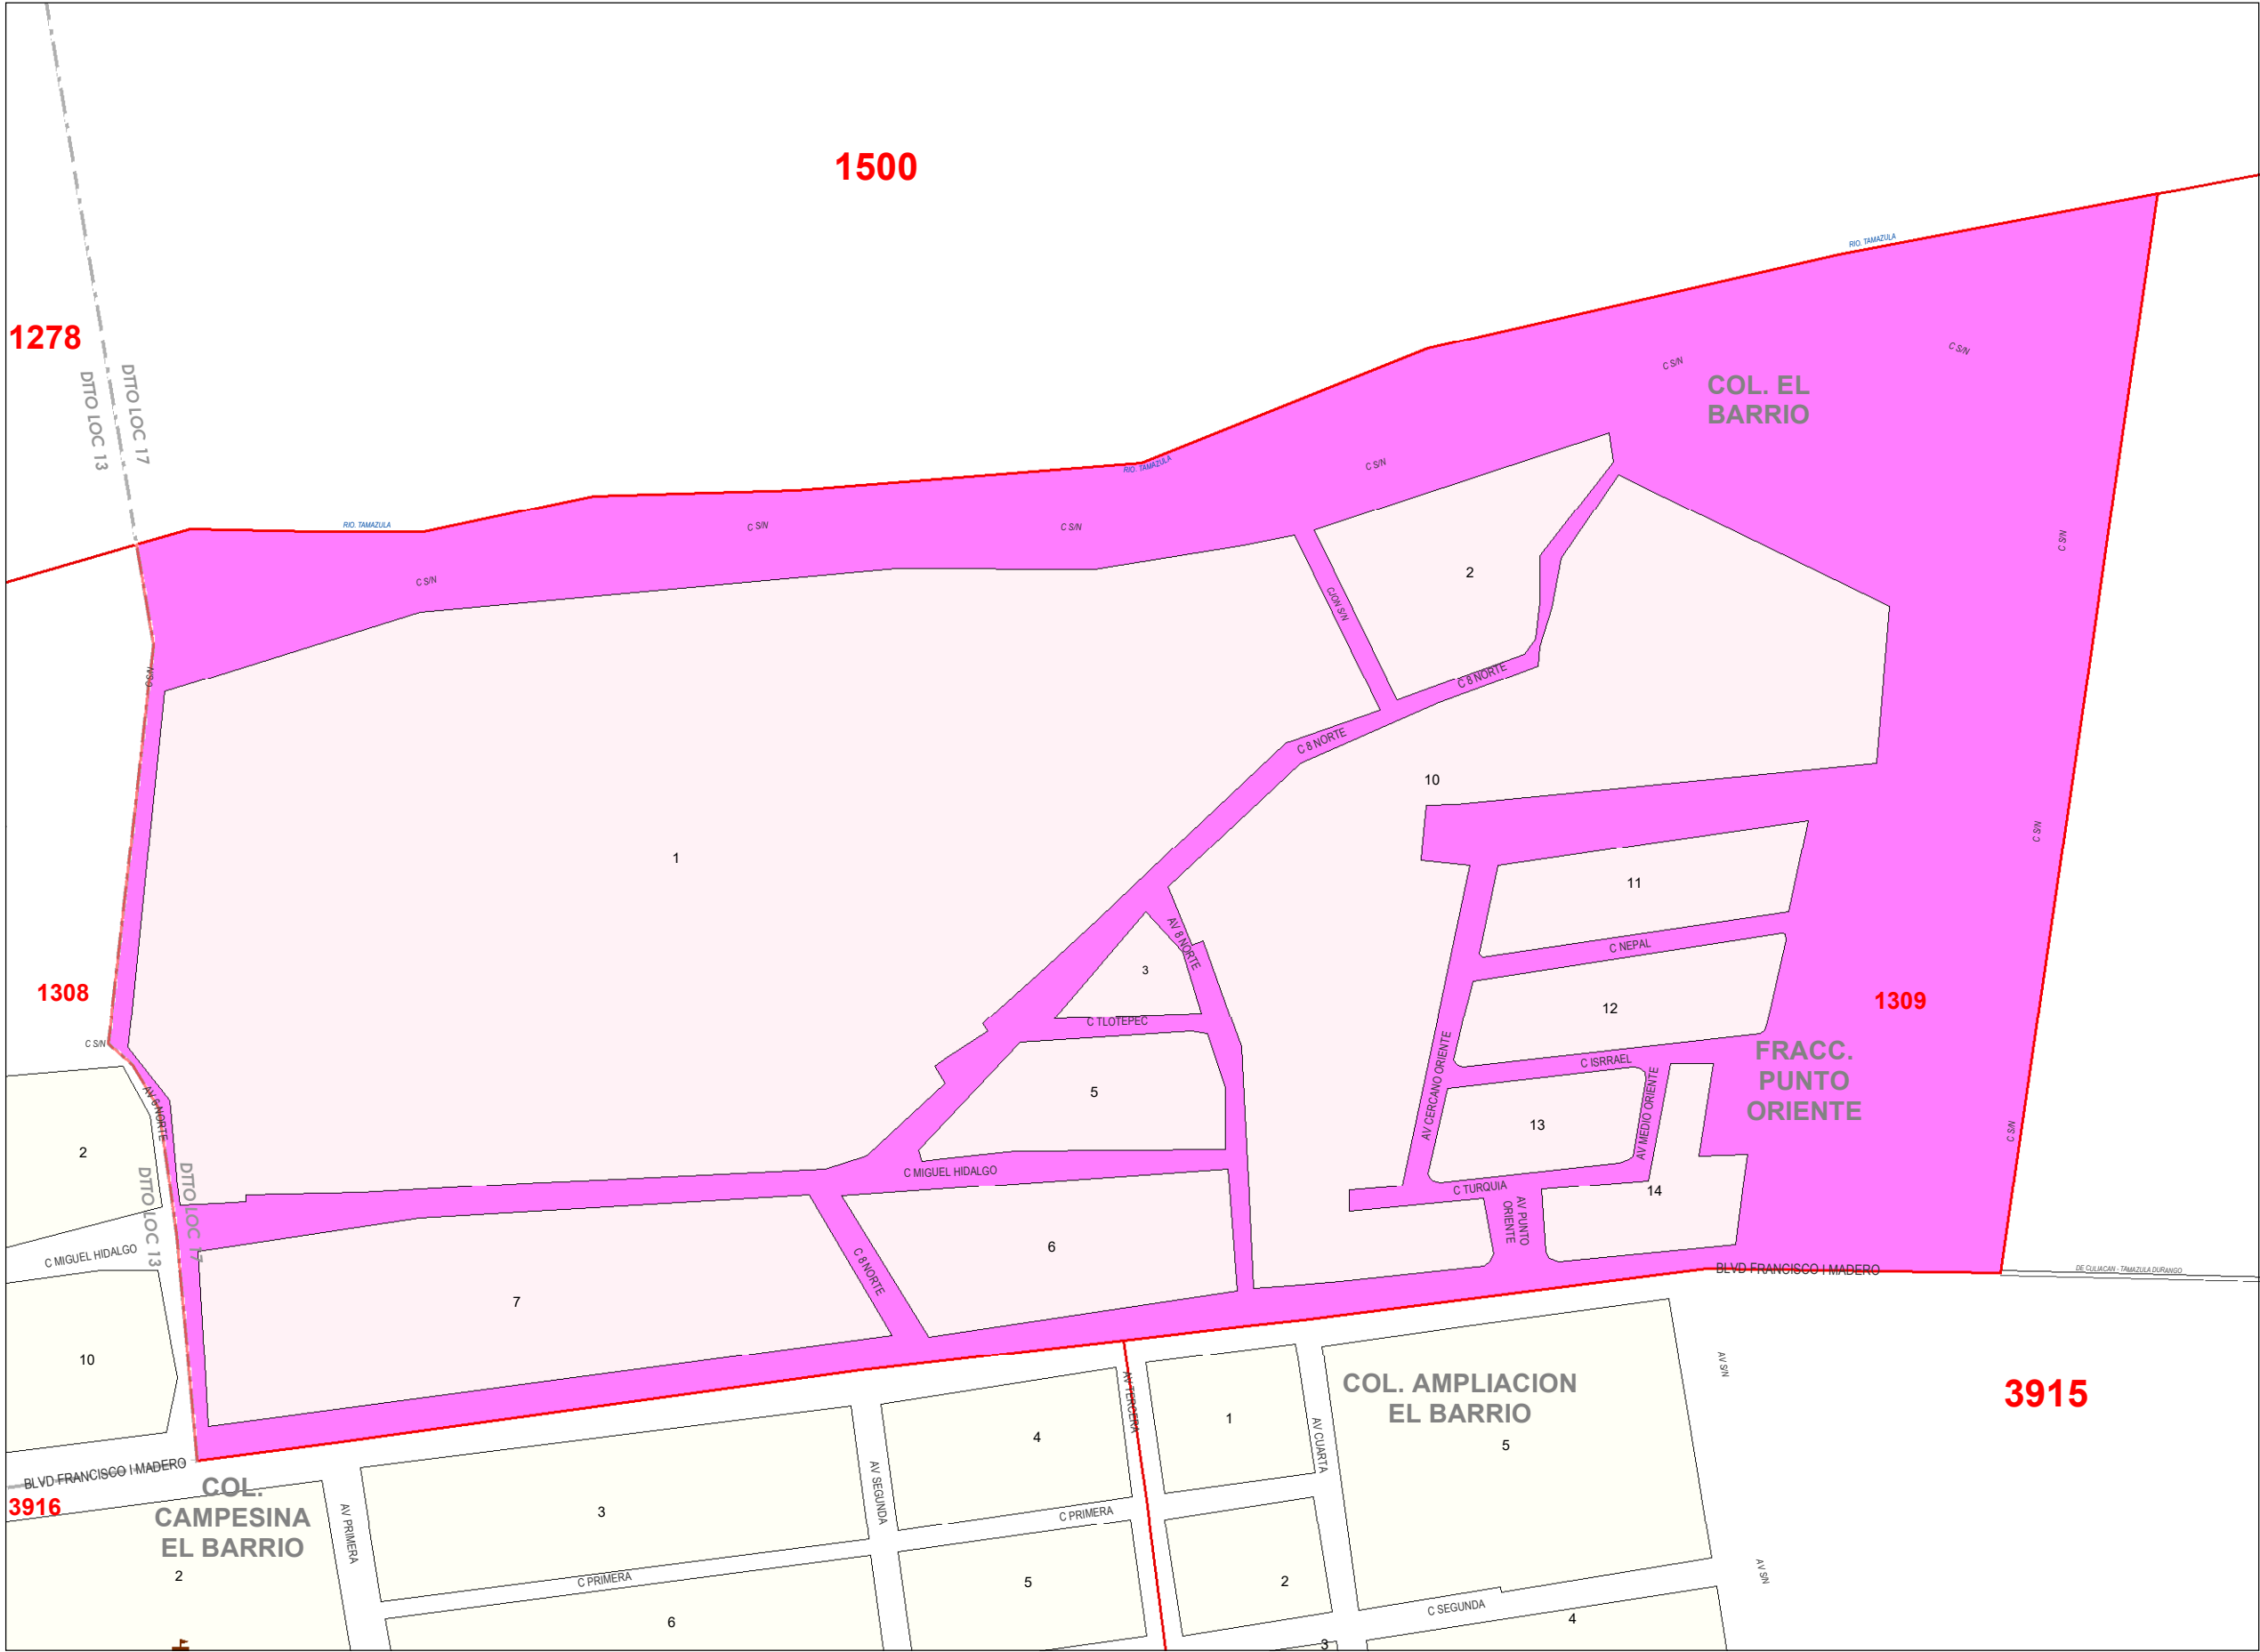 1500
RIO. TAMAZULA
1278
DTTO LOC 17
DTTO LOC 13
C S/N
C S/N
COL. EL
BARRIO
RIO. TAMAZULA
C S/N
RIO. TAMAZULA
C S/N
C S/N
C S/N
C S/N
2
CJON S/N
C S/N
C 8 NORTE
C 8 NORTE
10
C S/N
1
11
AV 8 NORTE
C NEPAL
3
1308
1309
12
C TLOTEPEC
C S/N
AV CERCANO ORIENTE
C ISRRAEL
FRACC.
PUNTO
ORIENTE
5
AV 6 NORTE
13
AV MEDIO ORIENTE
C S/N
2
DTTO LOC 13
DTTO LOC 17
C MIGUEL HIDALGO
C TURQUIA
14
AV PUNTO
ORIENTE
C MIGUEL HIDALGO
6
C 8 NORTE
BLVD FRANCISCO I MADERO
DE CULIACAN - TAMAZULA DURANGO
7
10
AV S/N
COL. AMPLIACION
EL BARRIO
3915
AV TERCERA
1
AV CUARTA
4
5
BLVD FRANCISCO I MADERO
COL.
CAMPESINA
EL BARRIO
3916
AV SEGUNDA
3
AV PRIMERA
C PRIMERA
AV S/N
2
C PRIMERA
5
2
C SEGUNDA
4
6
3